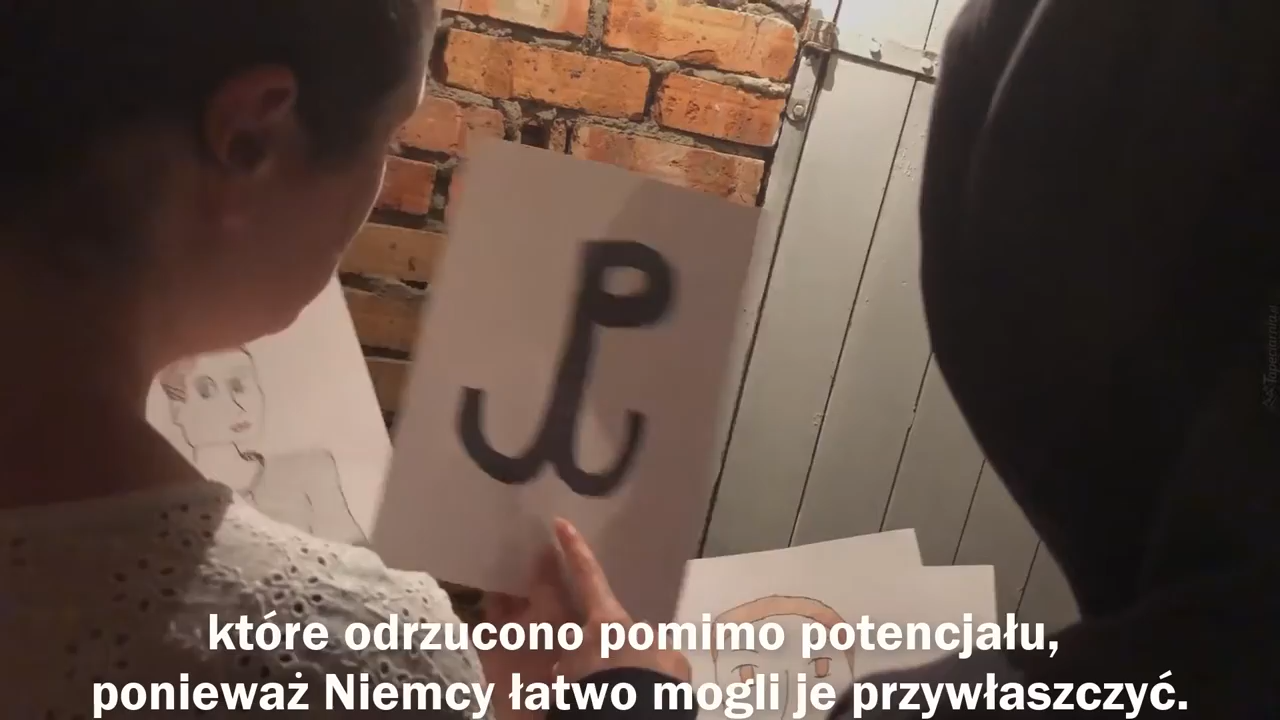 które odrzucono pomimo potencjału,
ponieważ Niemcy łatwo mogli je przywłaszczyć.